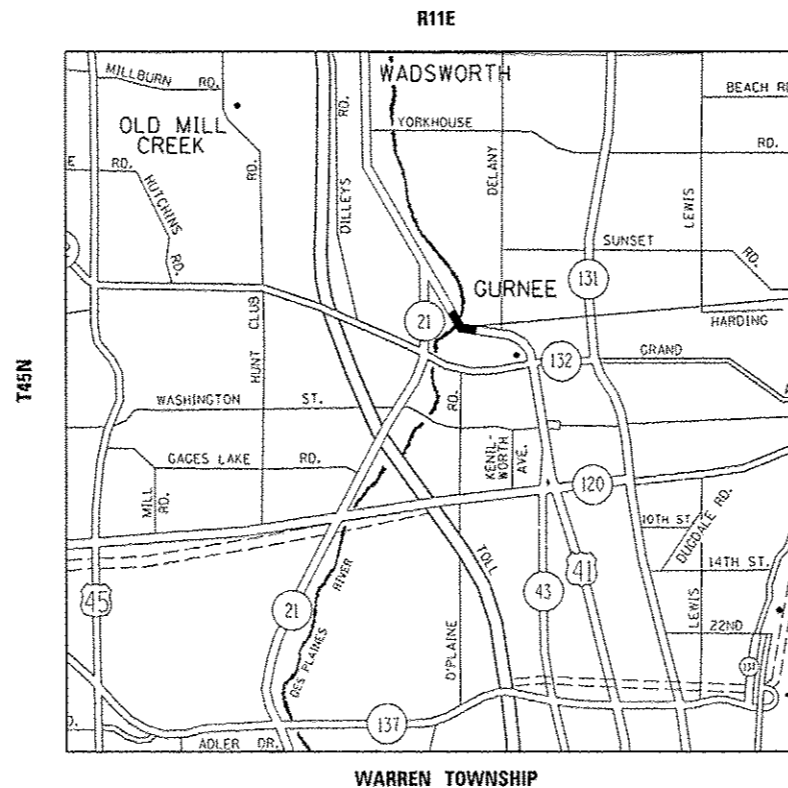 R11E
T45N
WADSWORTH
MILLBURN RD.
BEACH RD
OLD MILL
CREEK
YORKHOUSE
RD.
RD.
DILLEYS
RD.
DELANY
E RD.
HUTCHINS
RD.
LEWIS
SUNSET
RD.
GURNEE
131
21
HARDING
HUNT CLUB
132
GRAND
WASHINGTON ST.
RD.
GAGES LAKE RD.
KENIL-
WORTH
AVE.
MILL
RD.
120
10TH ST.
DUGDALE RD.
14TH ST.
TOLL
45
21
DES PLAINES RIVER
O'PLAINE
43
41
LEWIS
22ND
131
137
D.
ADLER DR.
WARREN TOWNSHIP